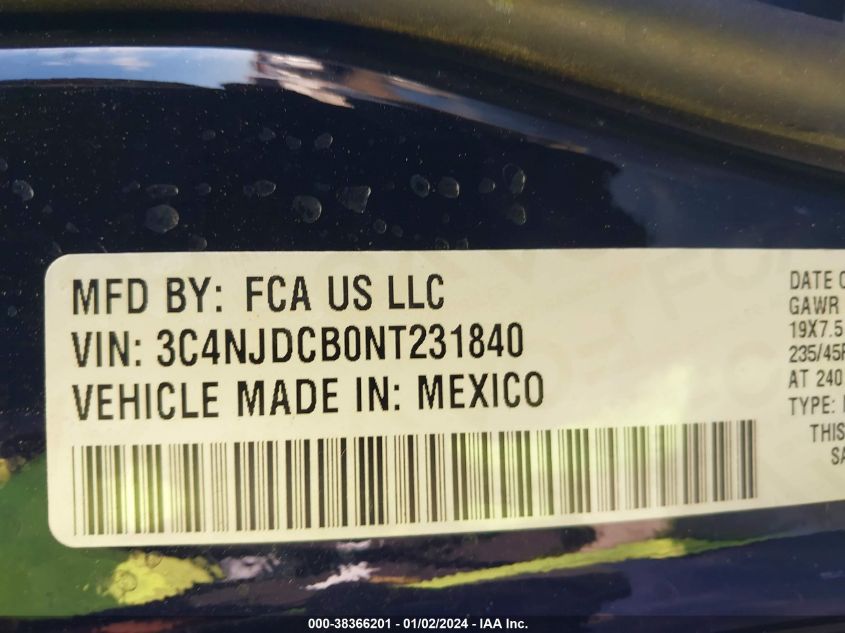 MFD BY: FCA US LLC
VIN: 3C4NJDCB0NT231840
VEHICLE MADE IN: MEXICO
DATE
GAWR
19X7.5
235/45
AT 240
TYPE:
THIS
000-38366201 - 01/02/2024 - IAA Inc.